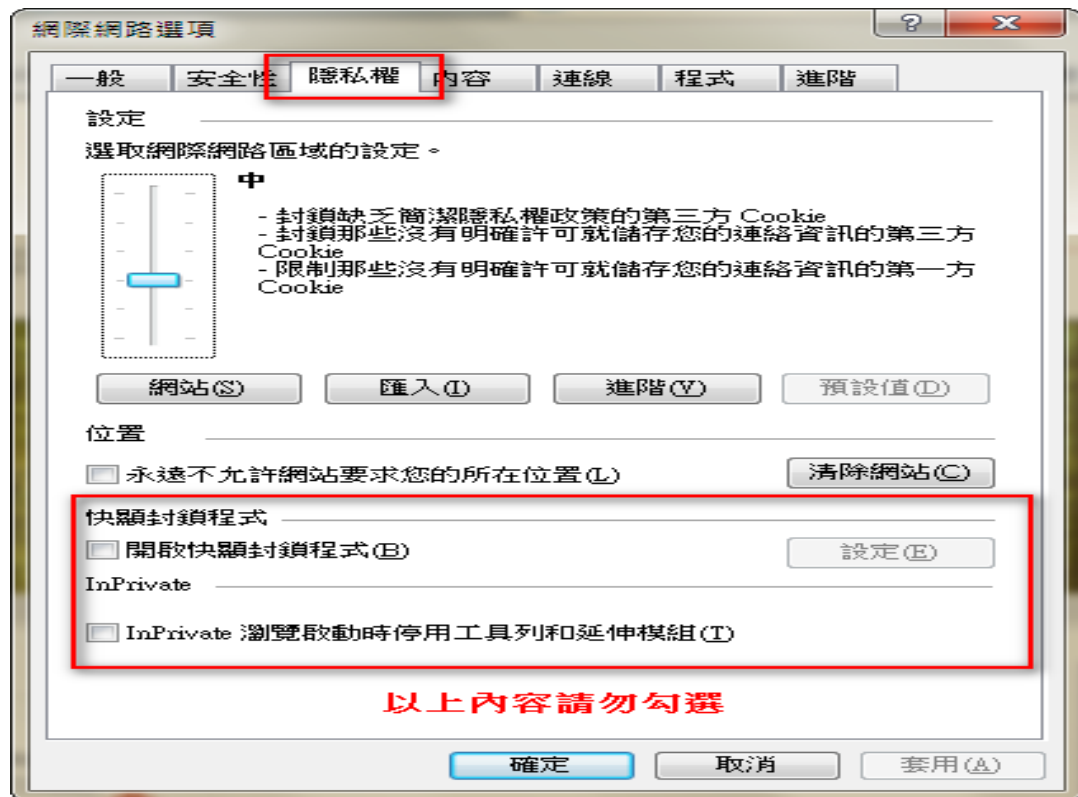 網際網路選項
一般 安全性 隱私權 內容 連線 程式 進階
設定
選取網際網路區域的設定。
中
- 封鎖缺乏簡潔隱私權政策的第三方 Cookie
- 封鎖那些沒有明確許可就儲存您的連絡資訊的第三方
Cookie
- 限制那些沒有明確許可就儲存您的連絡資訊的第一方
Cookie
網站(S) 匯入(I) 進階(V) 預設值(D)
位置
永遠不允許網站要求您的所在位置(L) 清除網站(C)
快顯封鎖程式
開啟快顯封鎖程式(B) 設定(E)
InPrivate
InPrivate 瀏覽啟動時停用工具列和延伸模組(T)
以上內容請勿勾選
確定 取消 套用(A)